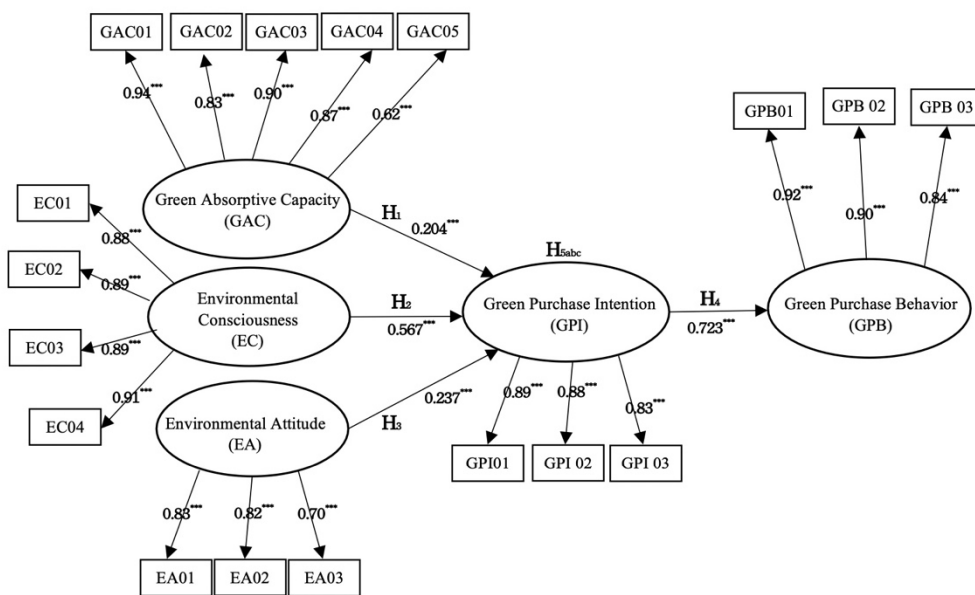 GAC01
GAC02
GAC03
GAC04
GAC05
0.94***
0.83***
0.90***
0.87***
0.62***
GPB01
GPB 02
GPB 03
0.92***
0.90***
0.84***
Green Absorptive Capacity
(GAC)
EC01
EC02
EC03
EC04
0.88***
0.89***
0.89***
0.91***
H1
0.204***
H5abc
Environmental
Consciousness
(EC)
H2
0.567***
Green Purchase Intention
(GPI)
H4
0.723***
Green Purchase Behavior
(GPB)
Environmental Attitude
(EA)
H3
0.237***
0.89***
0.88***
0.83***
GPI01
GPI 02
GPI 03
0.83***
0.82***
0.70***
EA01
EA02
EA03